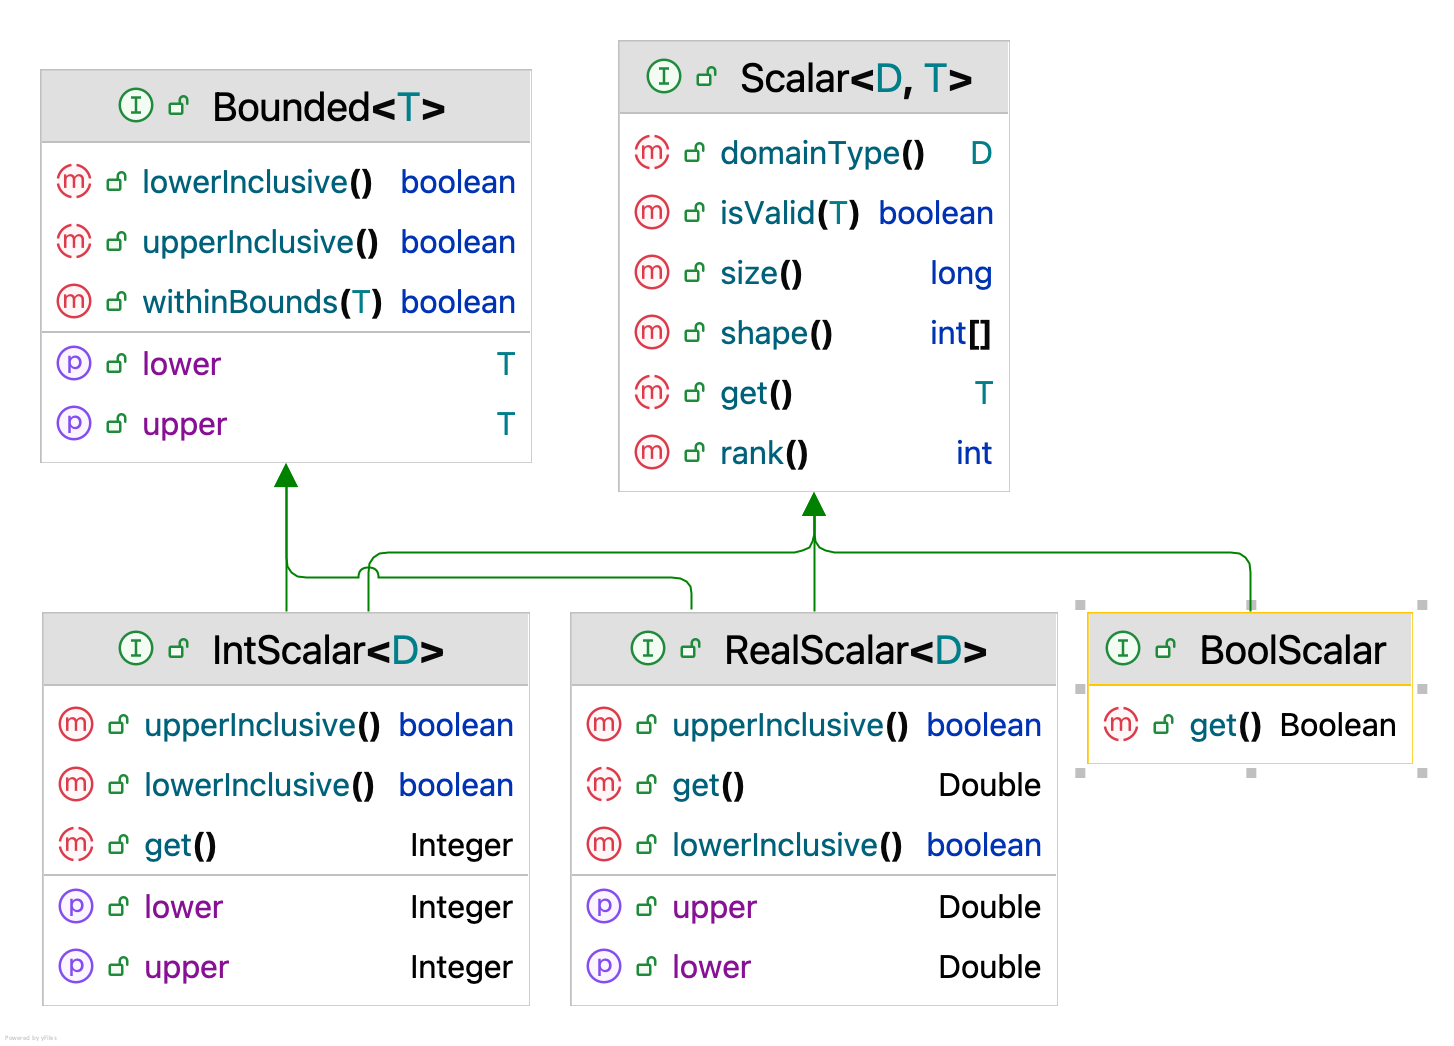 Bounded<T>
lowerInclusive() boolean
upperInclusive() boolean
withinBounds(T) boolean
lower T
upper T
Scalar<D, T>
domainType() D
isValid(T) boolean
size() long
shape() int[]
get() T
rank() int
IntScalar<D>
upperInclusive() boolean
lowerInclusive() boolean
get() Integer
lower Integer
upper Integer
RealScalar<D>
upperInclusive() boolean
get() Double
lowerInclusive() boolean
upper Double
lower Double
BoolScalar
get() Boolean
Powered by yFiles